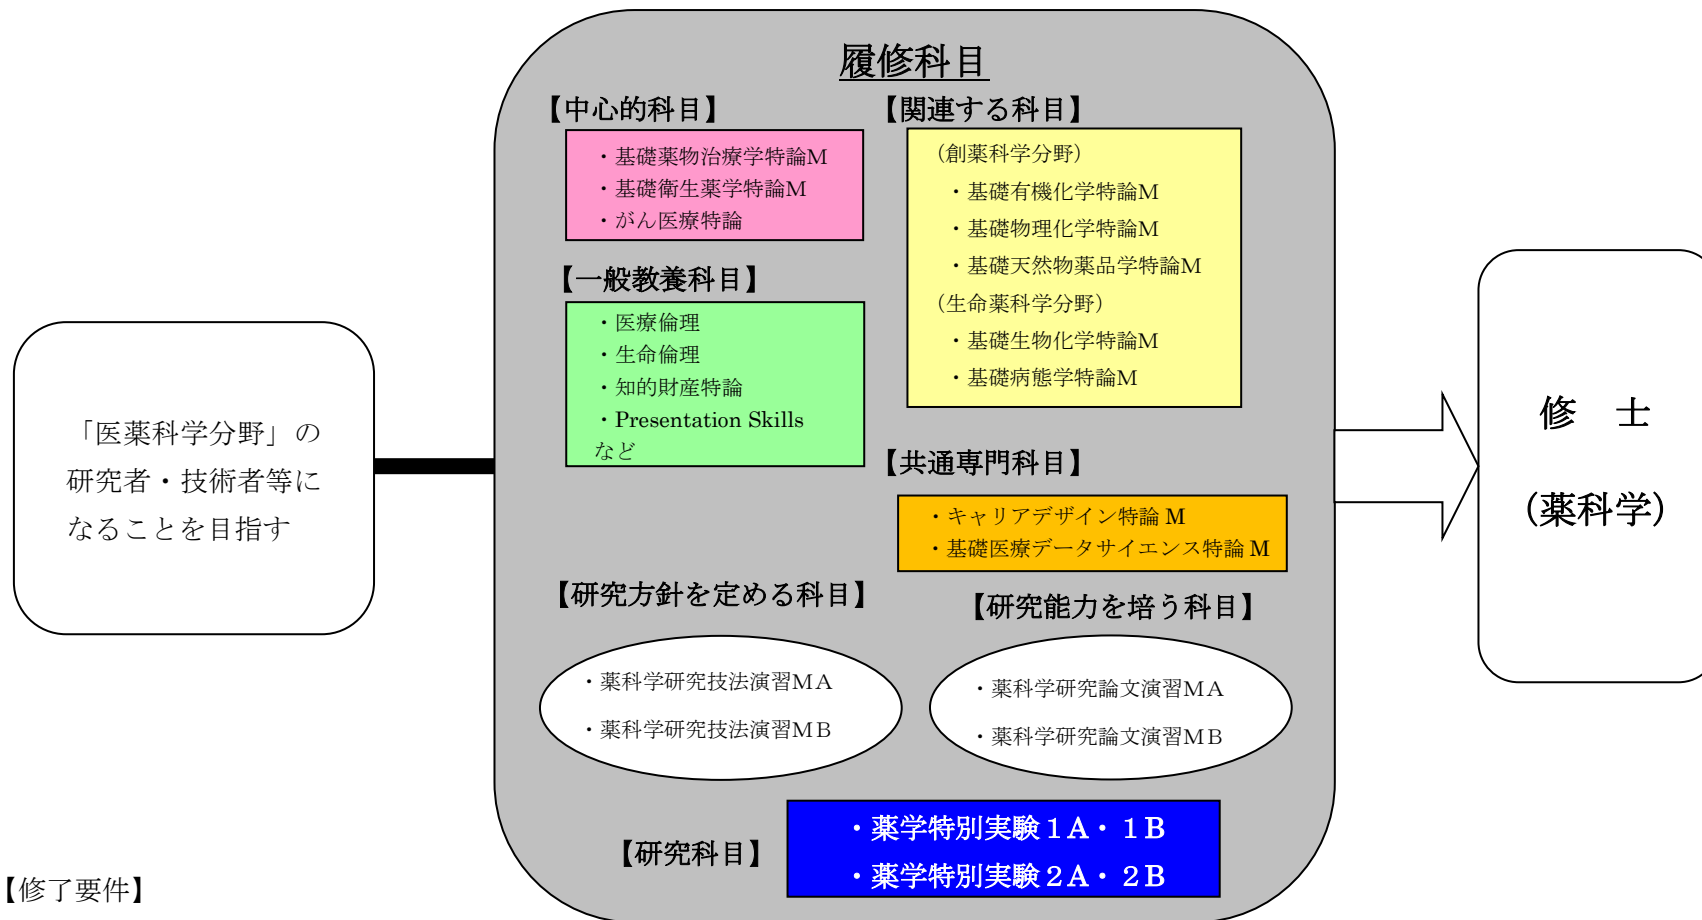 履修科目
【中心的科目】
・基礎薬物治療学特論M
・基礎衛生薬学特論M
・がん医療特論
【一般教養科目】
・医療倫理
・生命倫理
・知的財産特論
・Presentation Skills
など
【関連する科目】
（創薬科学分野）
・基礎有機化学特論M
・基礎物理化学特論M
・基礎天然物薬品学特論M
（生命薬科学分野）
・基礎生物化学特論M
・基礎病態学特論M
【共通専門科目】
・キャリアデザイン特論 M
・基礎医療データサイエンス特論 M
「医薬科学分野」の
研究者・技術者等に
なることを目指す
修　士
（薬科学）
【研究方針を定める科目】
・薬科学研究技法演習ＭＡ
・薬科学研究技法演習ＭＢ
【研究能力を培う科目】
・薬科学研究論文演習ＭＡ
・薬科学研究論文演習ＭＢ
【研究科目】
・薬学特別実験１Ａ・１Ｂ
・薬学特別実験２Ａ・２Ｂ
【修了要件】